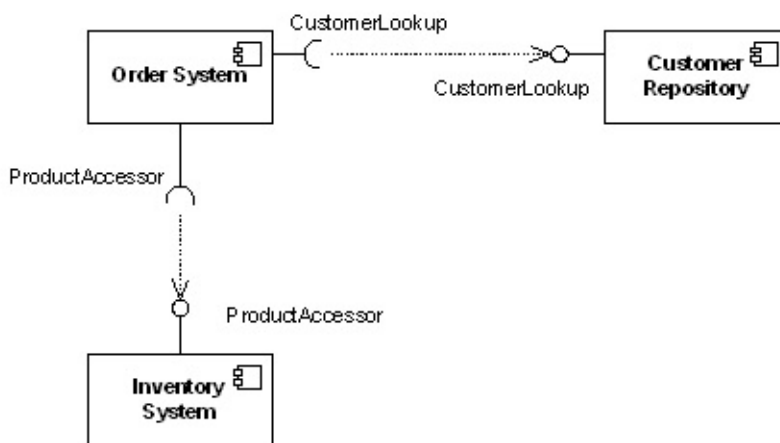 CustomerLookup
Order System
Customer
Repository
CustomerLookup
ProductAccessor
ProductAccessor
Inventory
System